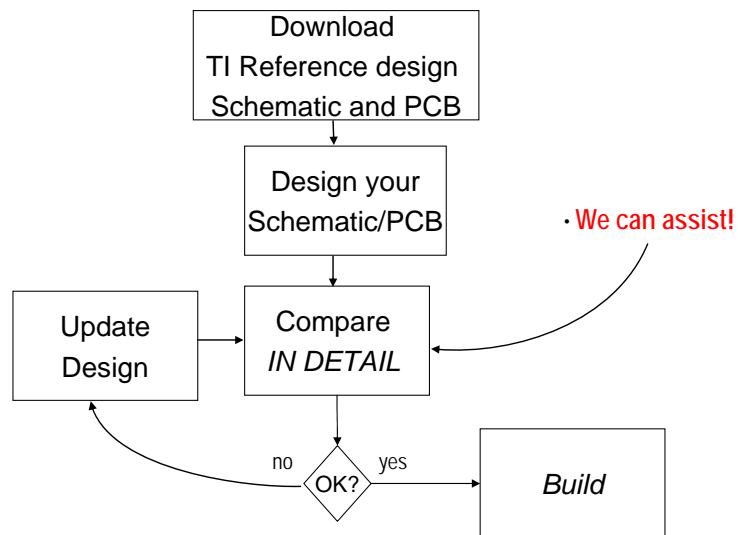 Download
TI Reference design
Schematic and PCB
Design your
Schematic/PCB
· We can assist!
Update
Design
Compare
IN DETAIL
no
yes
OK?
Build